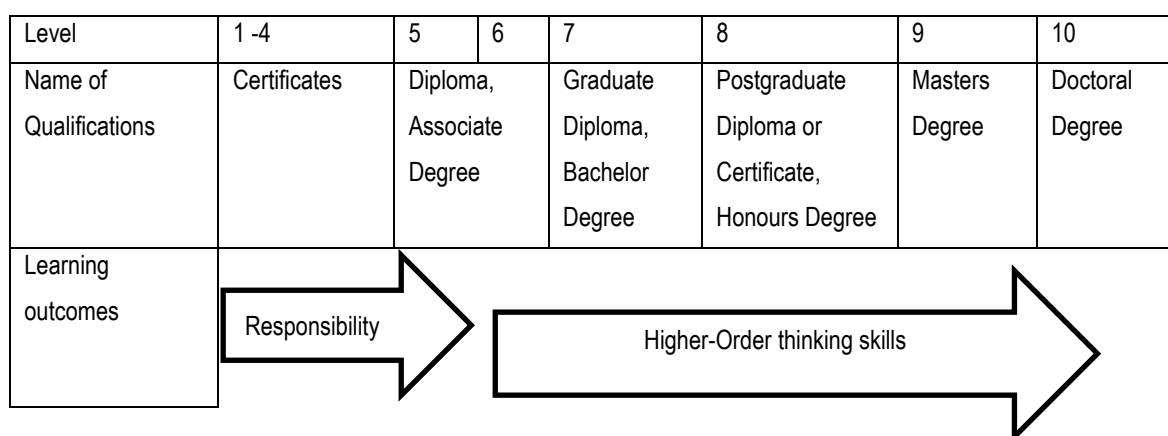 Level 1 -4 5 6 7 8 9 10
Name of Qualifications Certificates Diploma, Associate Degree Graduate Diploma, Bachelor Degree Postgraduate Diploma or Certificate, Honours Degree Masters Degree Doctoral Degree
Learning outcomes Responsibility Higher-Order thinking skills